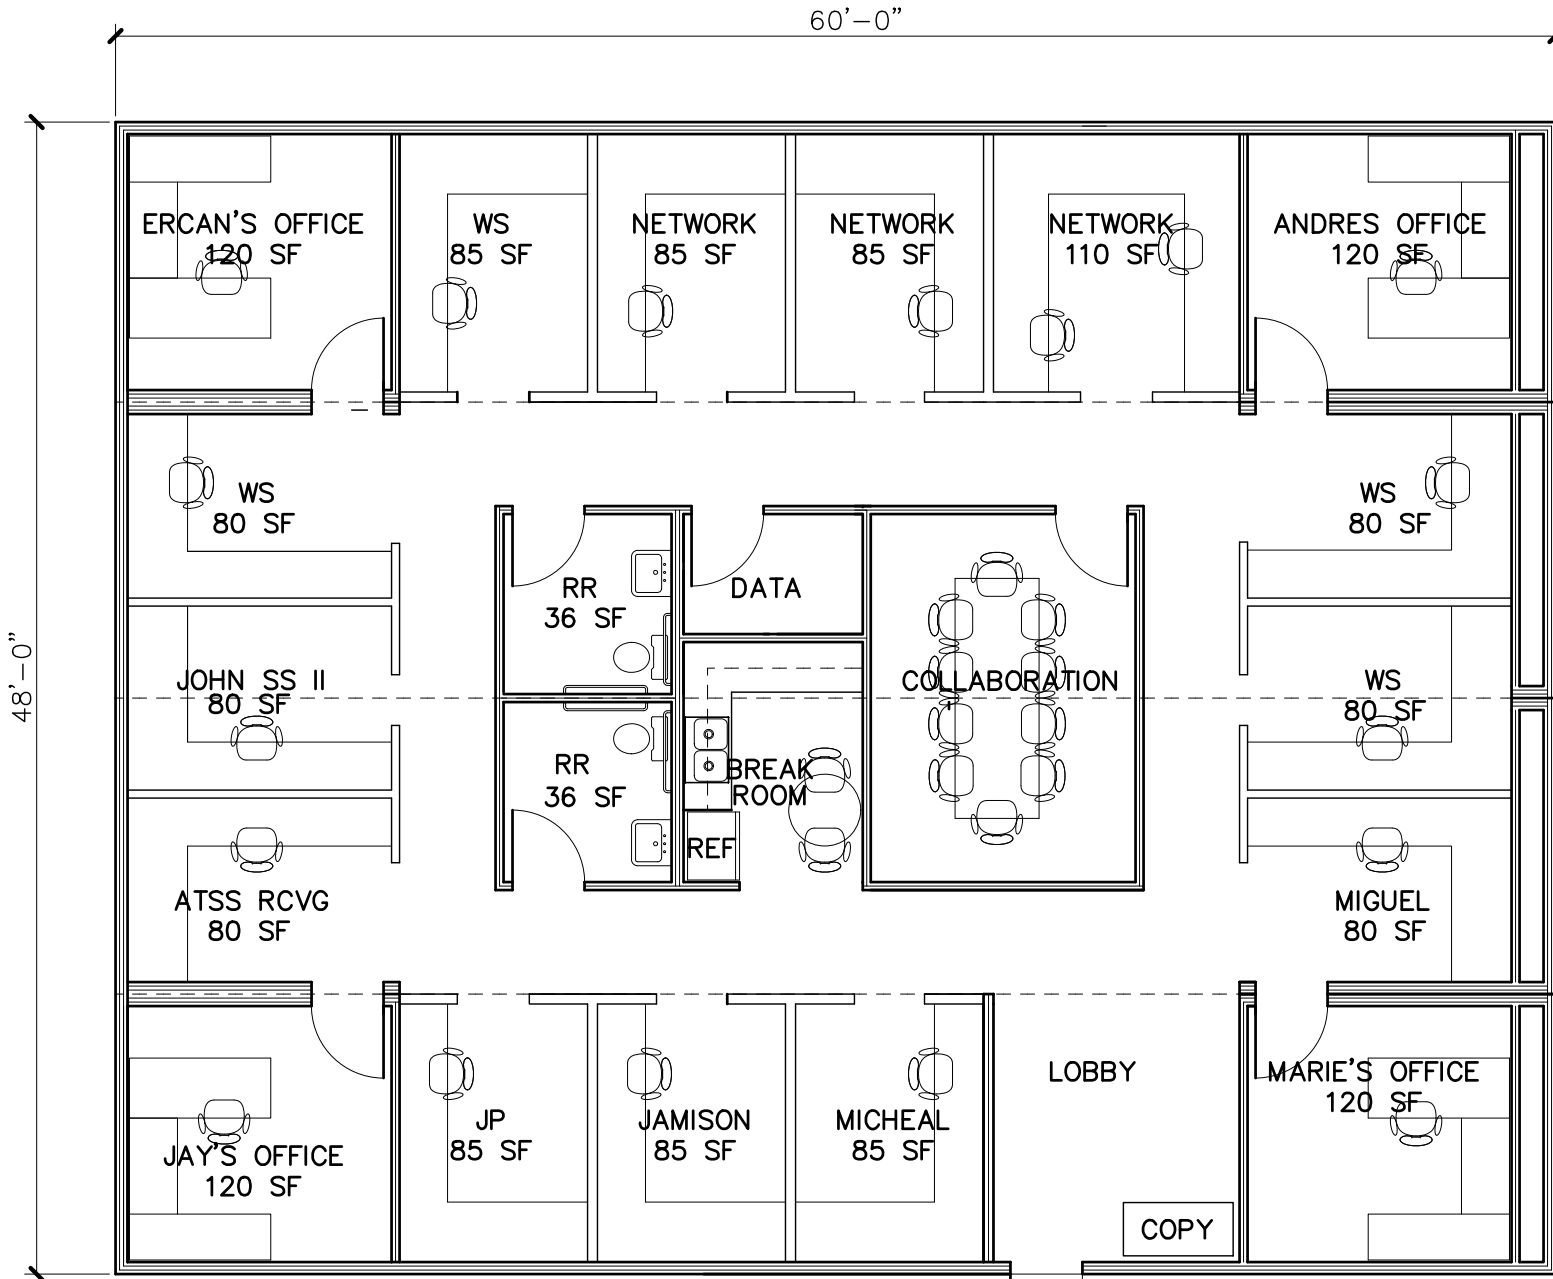 60'-0"
48'-0"
ERCAN'S OFFICE
120 SF
WS
85 SF
NETWORK
85 SF
NETWORK
85 SF
NETWORK
110 SF
ANDRES OFFICE
120 SF
WS
80 SF
WS
80 SF
RR
36 SF
DATA
JOHN SS II
80 SF
COLLABORATION
WS
80 SF
RR
36 SF
BREAK
ROOM
REF
ATSS RCVG
80 SF
MIGUEL
80 SF
JAY'S OFFICE
120 SF
JP
85 SF
JAMISON
85 SF
MICHEAL
85 SF
LOBBY
MARIE'S OFFICE
120 SF
COPY